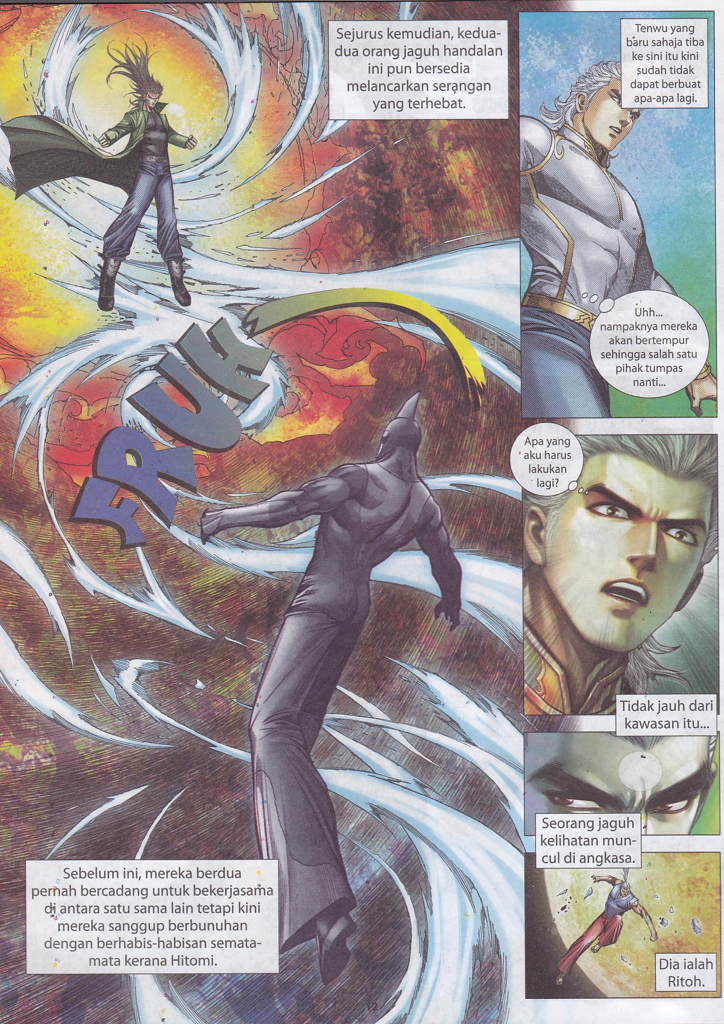 Sejurus kemudian, kedua-
dua orang jaguh handalan
ini pun bersedia
melancarkan serangan
yang terhebat.
FRUK
Sebelum ini, mereka berdua
pernah bercadang untuk bekerjasama
di antara satu sama lain tetapi kini
mereka sanggup berbunuhan
dengan berhabis-habisan semata-
mata kerana Hitomi.
Tenwu yang
baru sahaja tiba
ke sini itu kini
sudah tidak
dapat berbuat
apa-apa lagi.
Uhh...
nampaknya mereka
akan bertempur
sehingga salah satu
pihak tumpas
nanti...
Apa yang
aku harus
lakukan
lagi?
Tidak jauh dari
kawasan itu...
Seorang jaguh
kelihatan mun-
cul di angkasa.
Dia ialah
Ritoh.